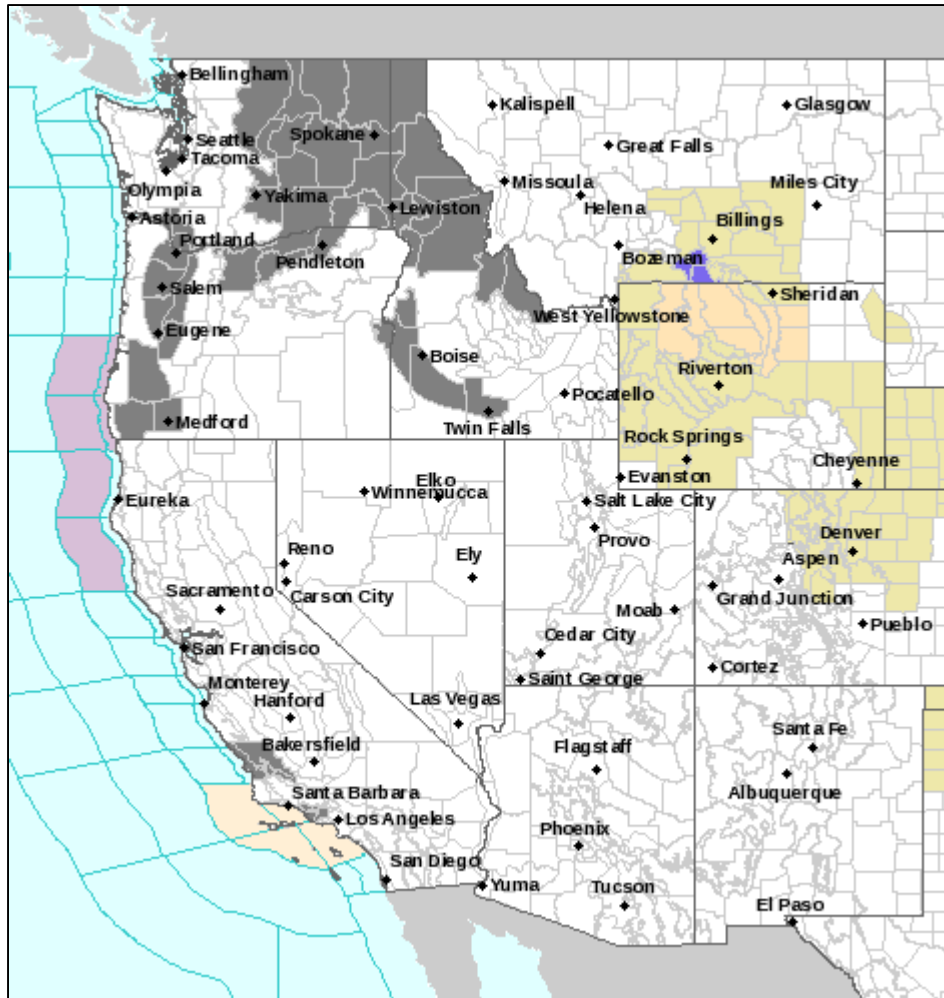 Bellingham
Kalispell
Glasgow
Spokane
Seattle
Great Falls
Tacoma
Olympia
Missoula
Miles City
Yakima
Helena
Lewiston
Astoria
Billings
Portland
Pendleton
Bozeman
Salem
Sheridan
West Yellowstone
Eugene
Boise
Riverton
Pocatello
Medford
Twin Falls
Rock Springs
Cheyenne
Evanston
Elko
Winnemucca
Eureka
Salt Lake City
Denver
Provo
Reno
Ely
Aspen
Sacramento
Carson City
Grand Junction
Moab
Pueblo
Cedar City
San Francisco
Cortez
Saint George
Monterey
Hanford
Las Vegas
Santa Fe
Bakersfield
Flagstaff
Albuquerque
Santa Barbara
Los Angeles
Phoenix
San Diego
Yuma
Tucson
El Paso